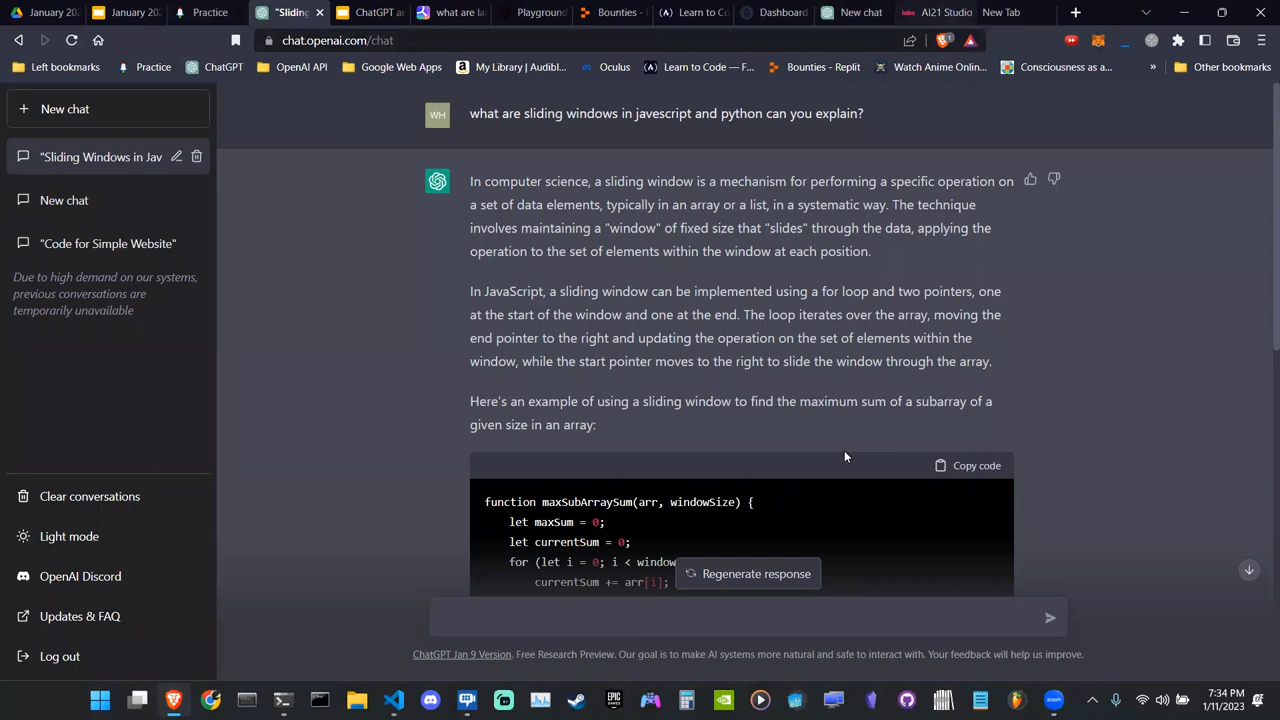 January 202
January 202
Practice
"Sliding
ChatGPT ar
what are la
Playground
Bounties -
Learn to Co
Dashboard
New chat
labs AI21 Studio
New Tab
chat.openai.com/chat
Left bookmarks
Practice
ChatGPT
OpenAI API
Google Web Apps
My Library | Audibl...
Oculus
Learn to Code — F...
Bounties - Replit
Watch Anime Onlin...
Consciousness as a...
»
Other bookmarks
+ New chat
"Sliding Windows in Jav
New chat
"Code for Simple Website"
Due to high demand on our systems,
previous conversations are
temporarily unavailable
Clear conversations
Light mode
OpenAI Discord
Updates & FAQ
Log out
WH
what are sliding windows in javescript and python can you explain?
In computer science, a sliding window is a mechanism for performing a specific operation on
a set of data elements, typically in an array or a list, in a systematic way. The technique
involves maintaining a "window" of fixed size that "slides" through the data, applying the
operation to the set of elements within the window at each position.
In JavaScript, a sliding window can be implemented using a for loop and two pointers, one
at the start of the window and one at the end. The loop iterates over the array, moving the
end pointer to the right and updating the operation on the set of elements within the
window, while the start pointer moves to the right to slide the window through the array.
Here's an example of using a sliding window to find the maximum sum of a subarray of a
given size in an array:
Copy code
function maxSubArraySum(arr, windowSize) {
let maxSum = 0;
let currentSum = 0;
for (let i = 0; i < window
currentSum += arr[i];
Regenerate response
ChatGPT Jan 9 Version. Free Research Preview. Our goal is to make AI systems more natural and safe to interact with. Your feedback will help us improve.
EPIC GAMES
zoom
7:34 PM
1/11/2023